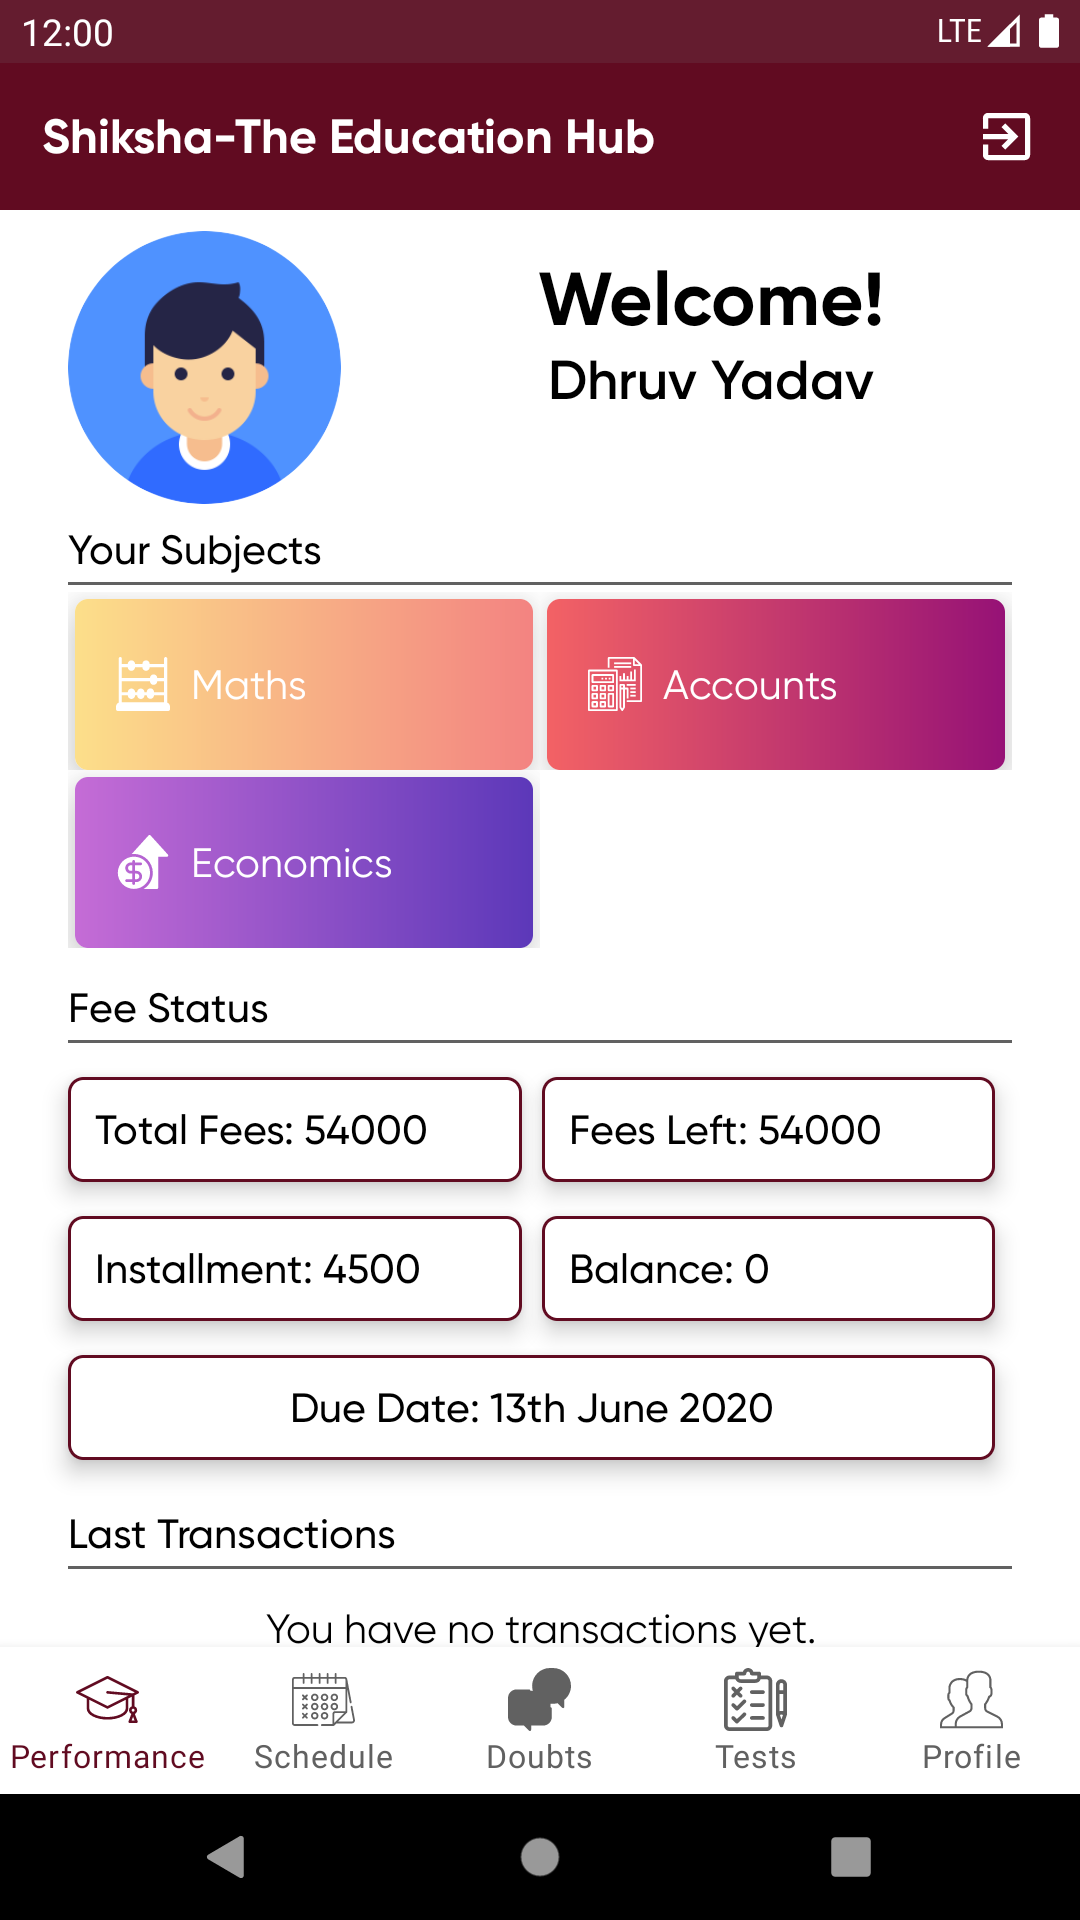 12:00
LTE
Shiksha-The Education Hub
Welcome!
Dhruv Yadav
Your Subjects
Maths
Accounts
$ Economics
Fee Status
Total Fees: 54000
Fees Left: 54000
Installment: 4500
Balance: 0
Due Date: 13th June 2020
Last Transactions
You have no transactions yet.
Performance
Schedule
Doubts
Tests
Profile